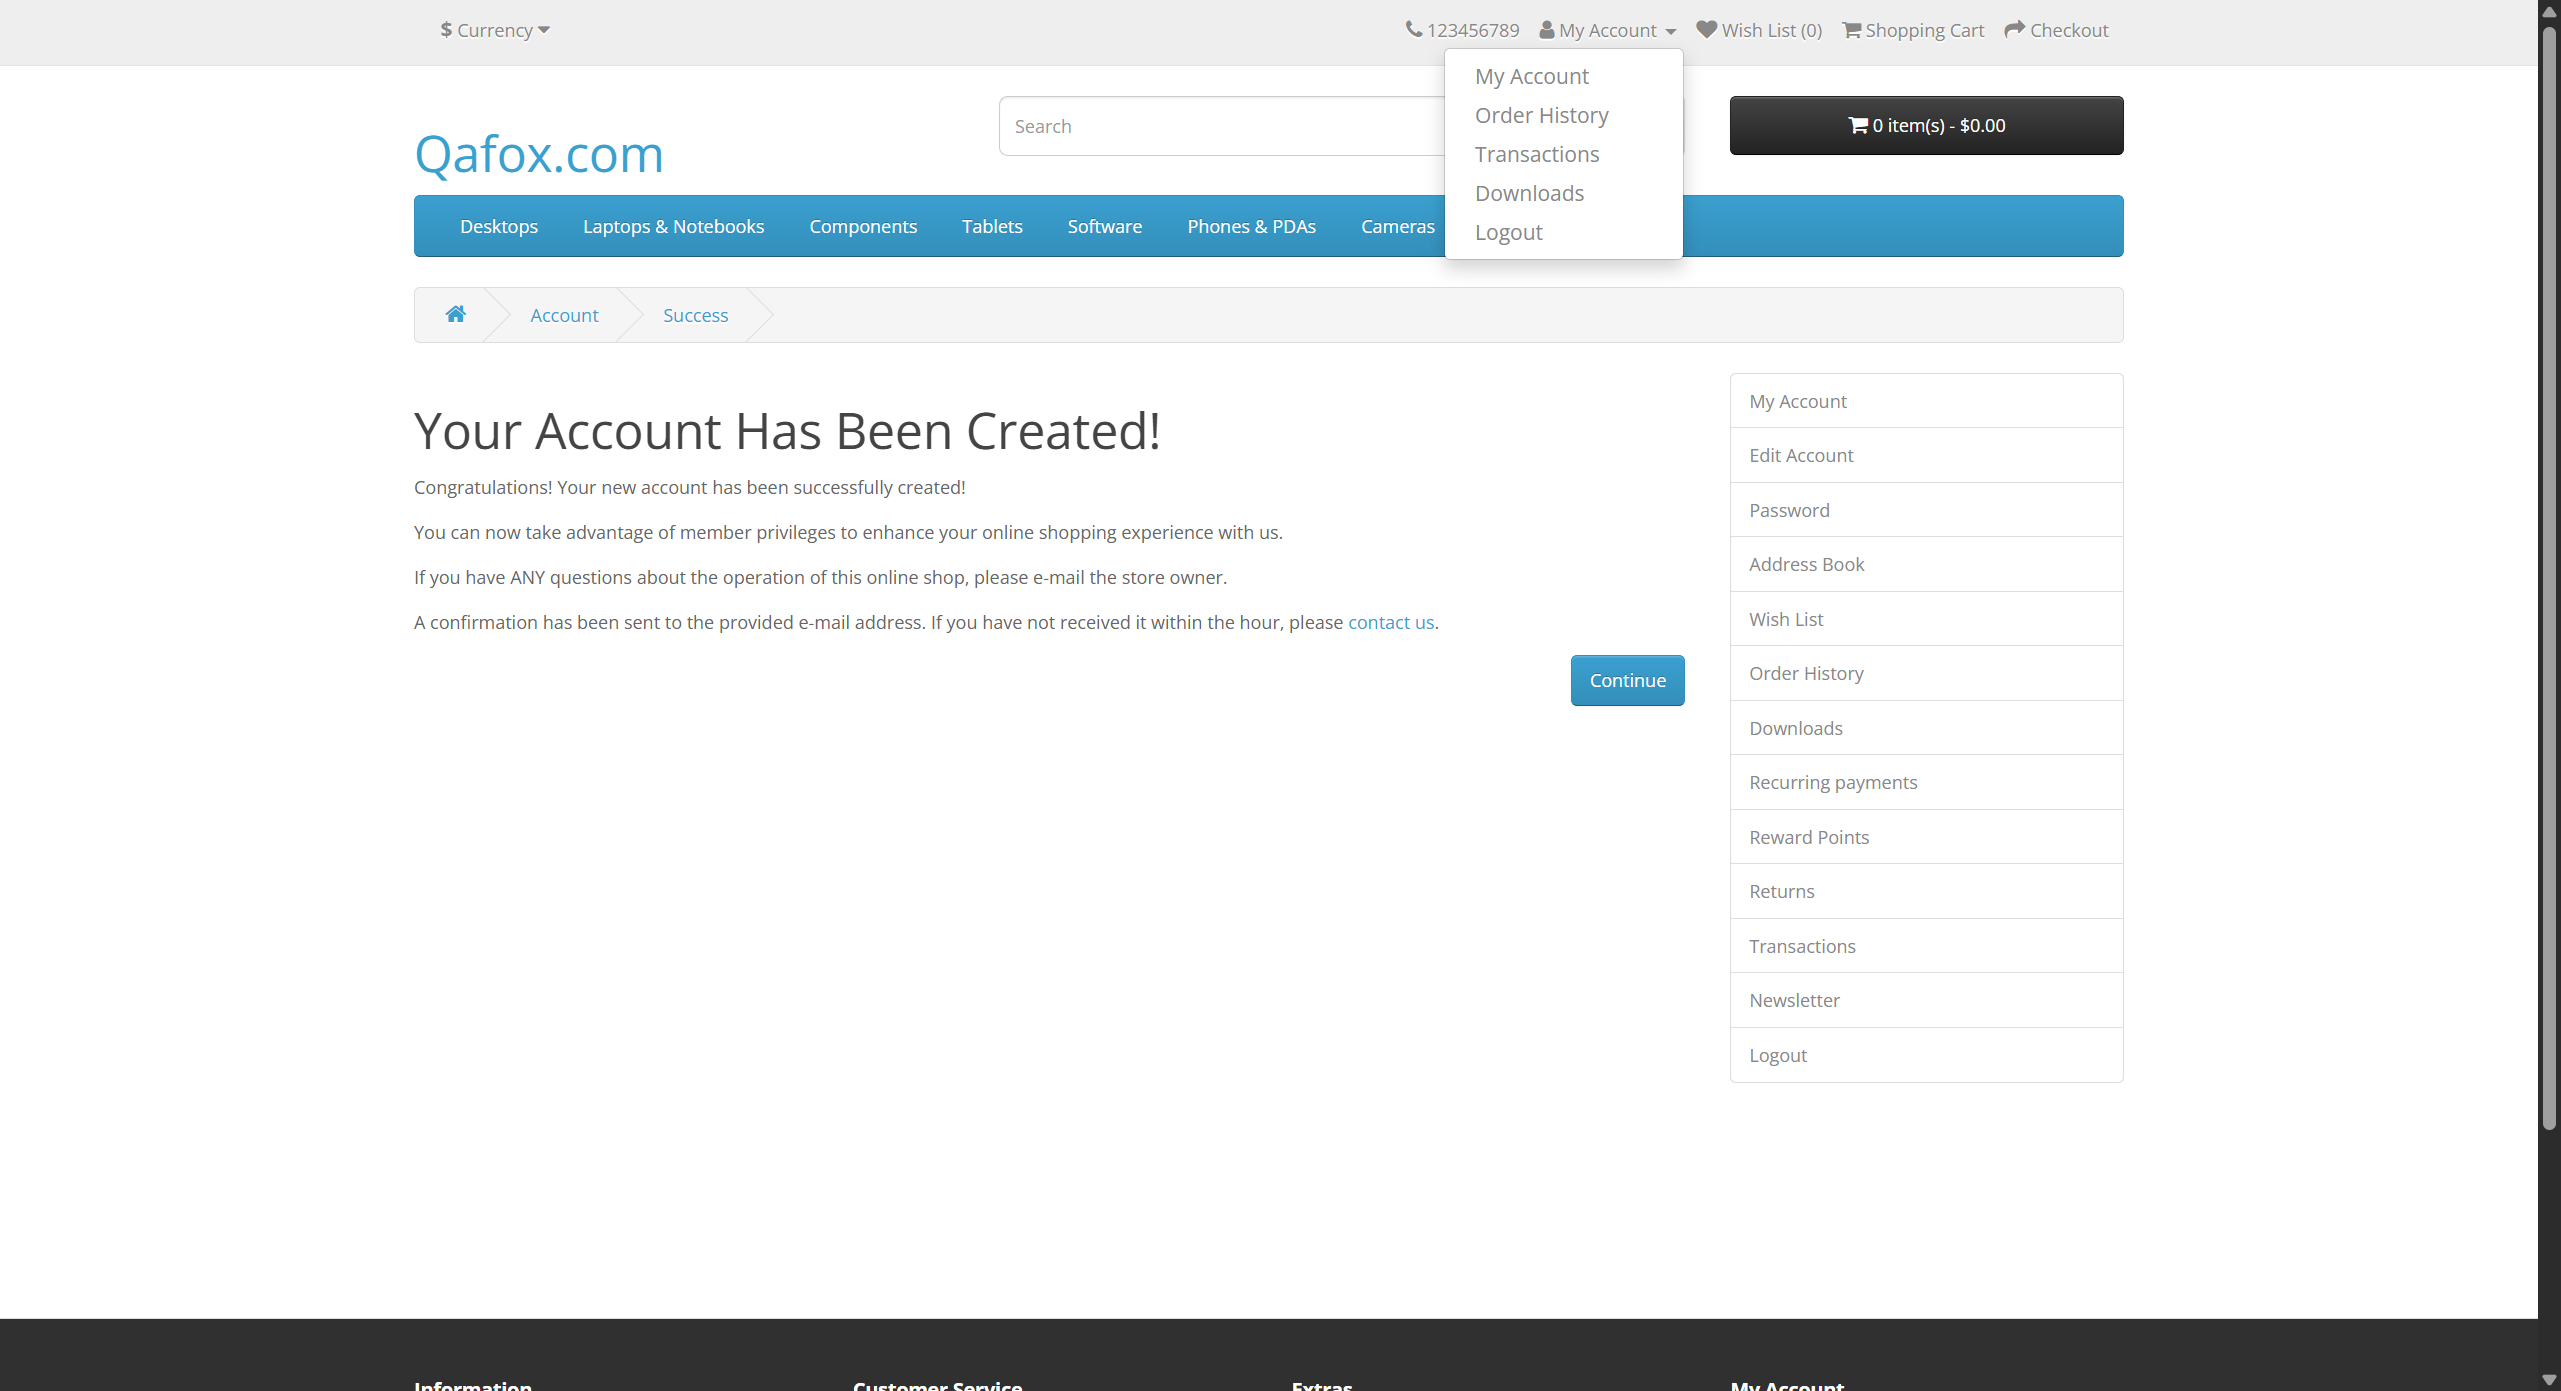 $ Currency
123456789 My Account Wish List (0) Shopping Cart Checkout
My Account
Order History
Transactions
Downloads
Logout
Qafox.com
Search
0 item(s) - $0.00
Desktops Laptops & Notebooks Components Tablets Software Phones & PDAs Cameras
Account Success
Your Account Has Been Created!
Congratulations! Your new account has been successfully created!
You can now take advantage of member privileges to enhance your online shopping experience with us.
If you have ANY questions about the operation of this online shop, please e-mail the store owner.
A confirmation has been sent to the provided e-mail address. If you have not received it within the hour, please contact us.
Continue
My Account
Edit Account
Password
Address Book
Wish List
Order History
Downloads
Recurring payments
Reward Points
Returns
Transactions
Newsletter
Logout
Information Customer Service Extras My Account